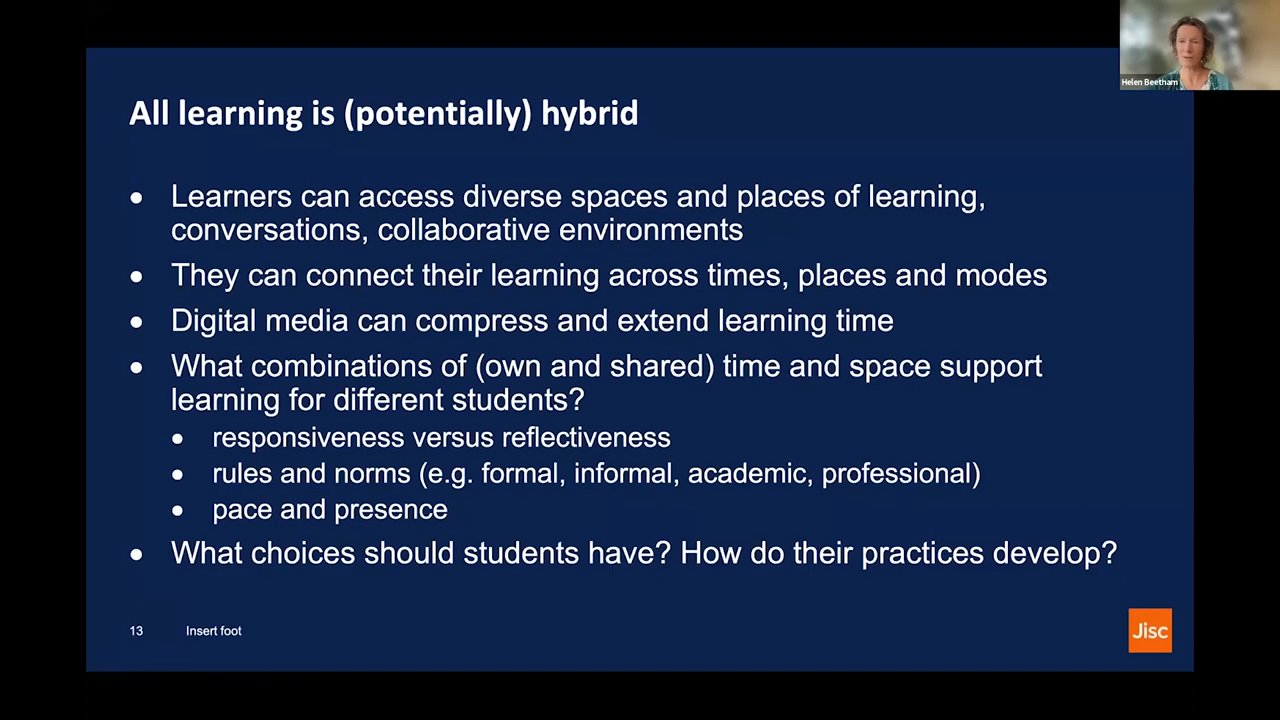 Helen Beetham
All learning is (potentially) hybrid
• Learners can access diverse spaces and places of learning,
conversations, collaborative environments
• They can connect their learning across times, places and modes
• Digital media can compress and extend learning time
• What combinations of (own and shared) time and space support
learning for different students?
• responsiveness versus reflectiveness
• rules and norms (e.g. formal, informal, academic, professional)
• pace and presence
• What choices should students have? How do their practices develop?
13 Insert foot
Jisc